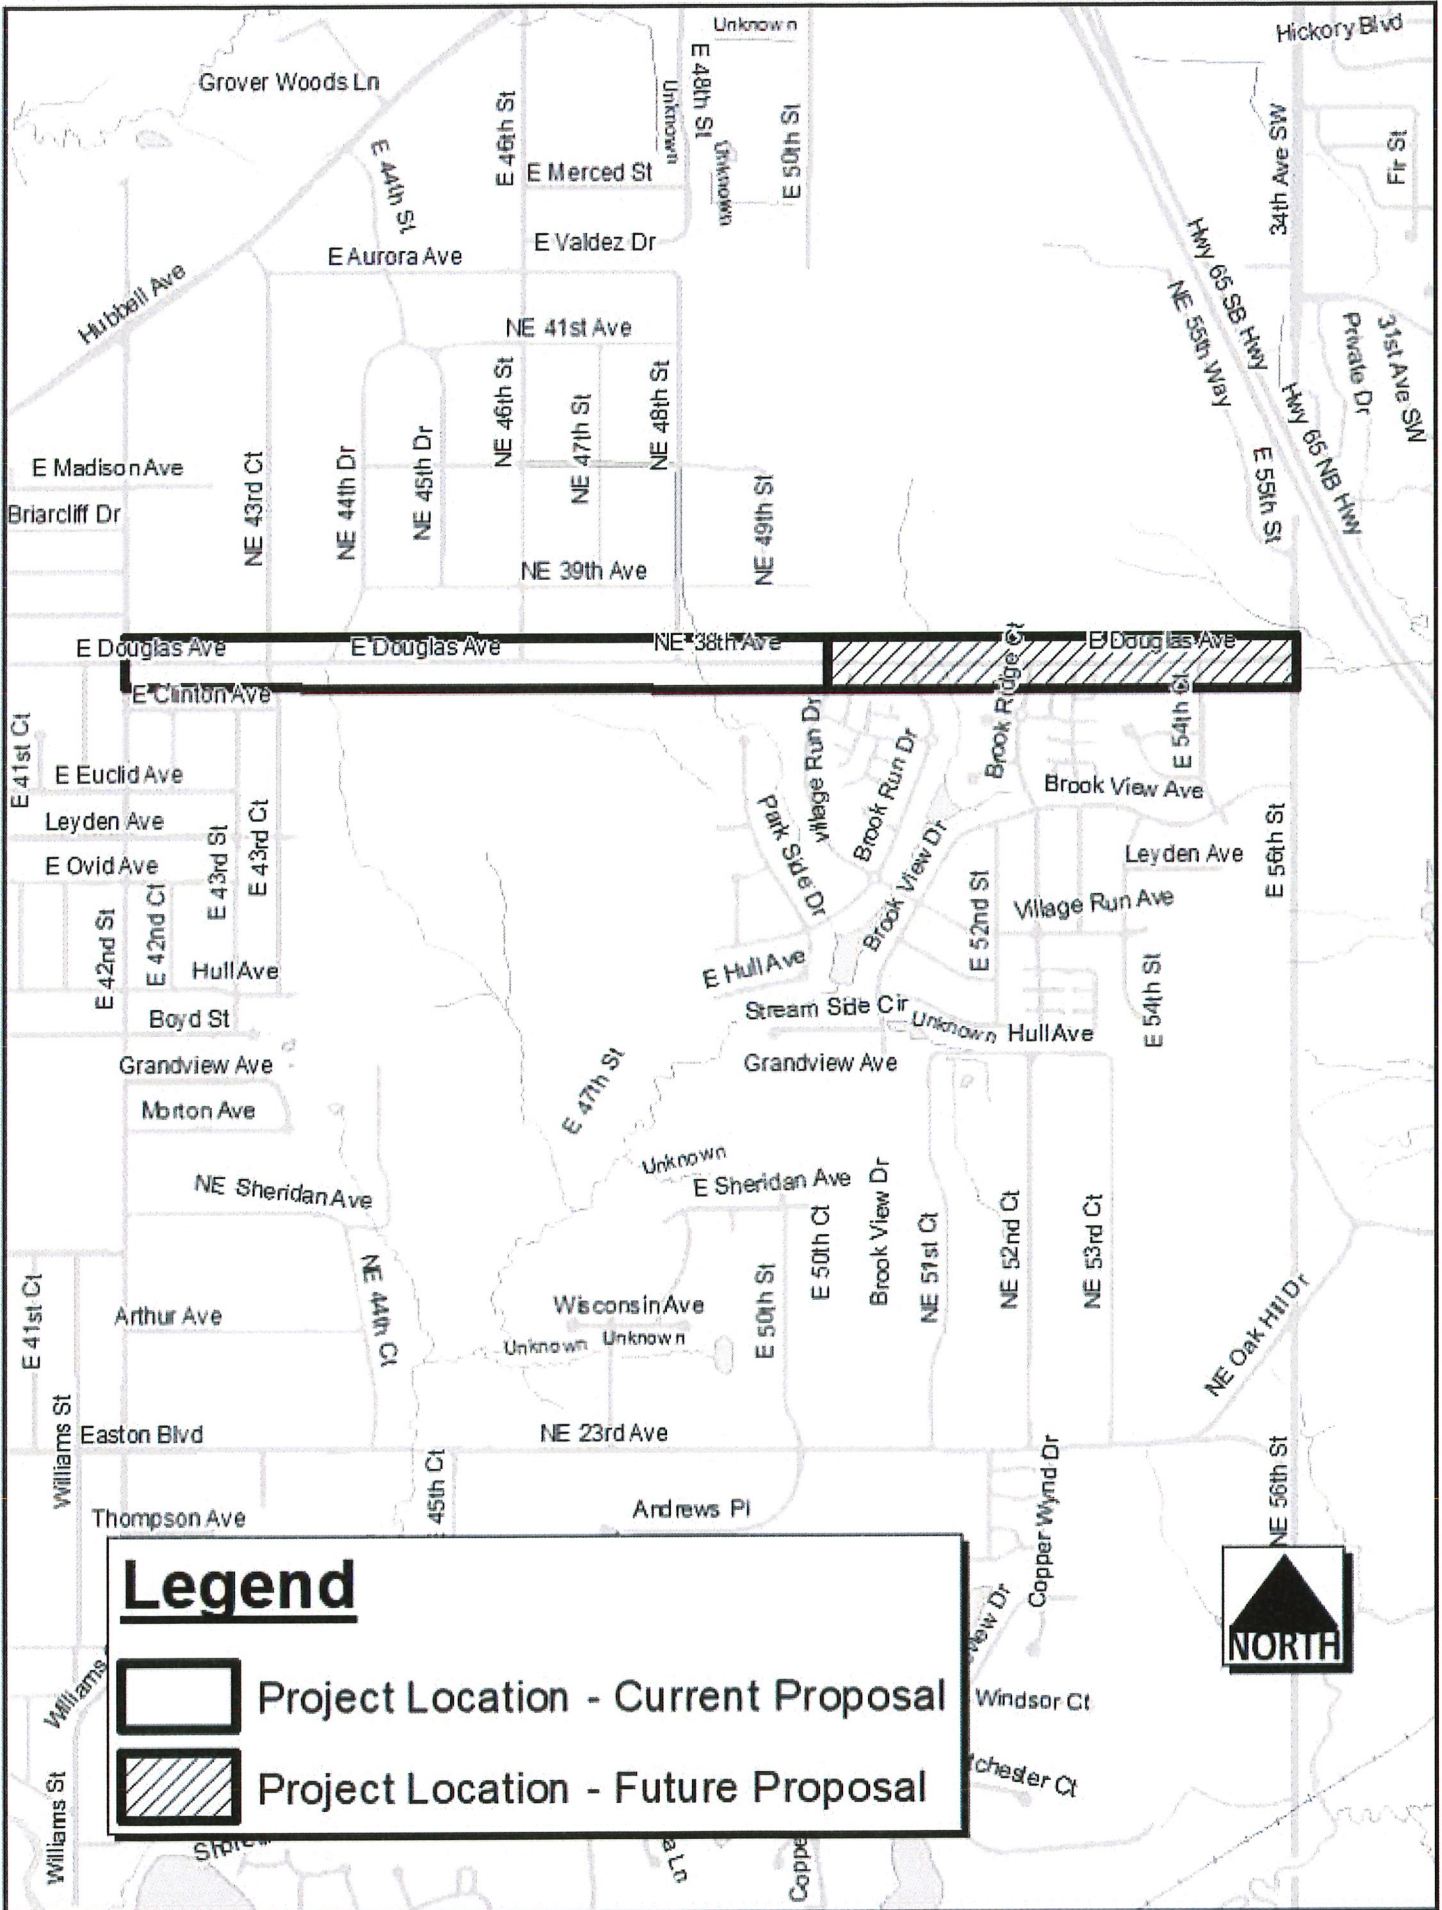 Unknown
Hickory Blvd
Grover Woods Ln
E 48th St
Unknown
E 46th St
E 50th St
34th Ave SW
Fir St
E 44th St
E Merced St
Unknown
E Valdez Dr
E Aurora Ave
Hwy 65 SB Hwy
Hubbell Ave
NE 41st Ave
NE 55th Way
Private Dr
31st Ave SW
NE 46th St
NE 47th St
NE 48th St
Hwy 65 NB Hwy
E Madison Ave
NE 43rd Ct
NE 44th Dr
NE 45th Dr
NE 49th St
E 55th St
Briarcliff Dr
NE 39th Ave
E Douglas Ave
E Douglas Ave
NE 38th Ave
E Douglas Ave
E Clinton Ave
Brook Ridge Ct
E 54th Ct
E 41st Ct
Village Run Dr
Brook Run Dr
E Euclid Ave
Brook View Ave
Leyden Ave
E 43rd St
E 43rd Ct
Park Side Dr
Brook View Dr
Leyden Ave
E 56th St
E Ovid Ave
E 42nd St
E 42nd Ct
E 52nd St
Village Run Ave
Hull Ave
E Hull Ave
E 54th St
Boyd St
Stream Side Cir
Unknown
Hull Ave
Grandview Ave
Grandview Ave
E 47th St
Morton Ave
Unknown
NE Sheridan Ave
E Sheridan Ave
E 50th Ct
Brook View Dr
NE 51st Ct
NE 52nd Ct
NE 53rd Ct
E 41st Ct
Arthur Ave
NE 44th Ct
Wisconsin Ave
Unknown
Unknown
E 50th St
NE Oak Hill Dr
Williams St
Easton Blvd
NE 23rd Ave
45th Ct
Copper Wynd Dr
NE 56th St
Thompson Ave
Andrews Pl
Legend
NORTH
Project Location - Current Proposal
Project Location - Future Proposal
Williams
view Dr
Windsor Ct
tchester Ct
Williams St
a Ln
Coppe